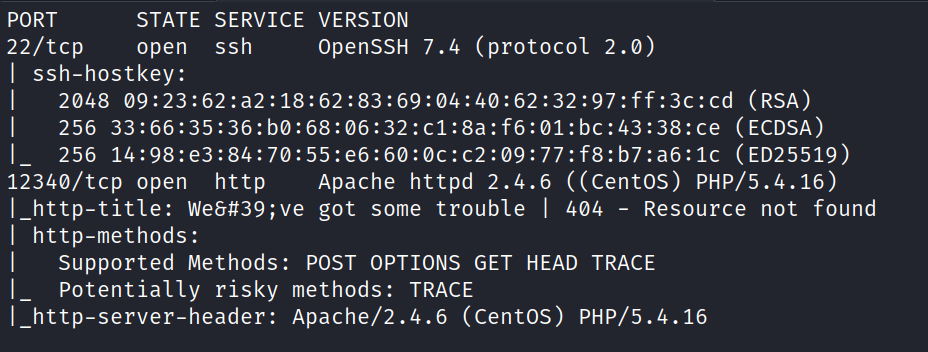 PORT      STATE SERVICE VERSION
22/tcp    open  ssh     OpenSSH 7.4 (protocol 2.0)
| ssh-hostkey:
|   2048 09:23:62:a2:18:62:83:69:04:40:62:32:97:ff:3c:cd (RSA)
|   256 33:66:35:36:b0:68:06:32:c1:8a:f6:01:bc:43:38:ce (ECDSA)
|_  256 14:98:e3:84:70:55:e6:60:0c:c2:09:77:f8:b7:a6:1c (ED25519)
12340/tcp open  http    Apache httpd 2.4.6 ((CentOS) PHP/5.4.16)
|_http-title: We&#39;ve got some trouble | 404 - Resource not found
| http-methods:
|   Supported Methods: POST OPTIONS GET HEAD TRACE
|_  Potentially risky methods: TRACE
|_http-server-header: Apache/2.4.6 (CentOS) PHP/5.4.16